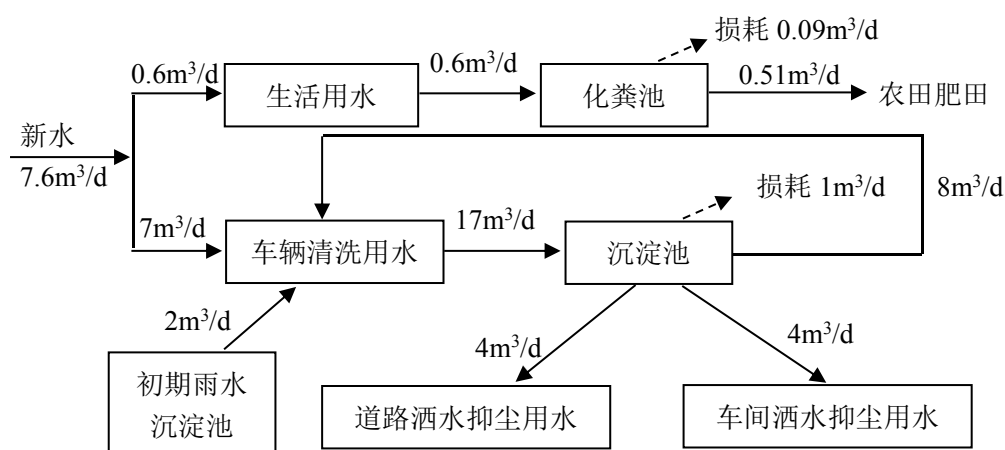 损耗 0.09m³/d
0.6m³/d
生活用水
0.6m³/d
化粪池
0.51m³/d
农田肥田
新水
7.6m³/d
损耗 1m³/d
8m³/d
7m³/d
车辆清洗用水
17m³/d
沉淀池
2m³/d
初期雨水
沉淀池
4m³/d
道路洒水抑尘用水
4m³/d
车间洒水抑尘用水